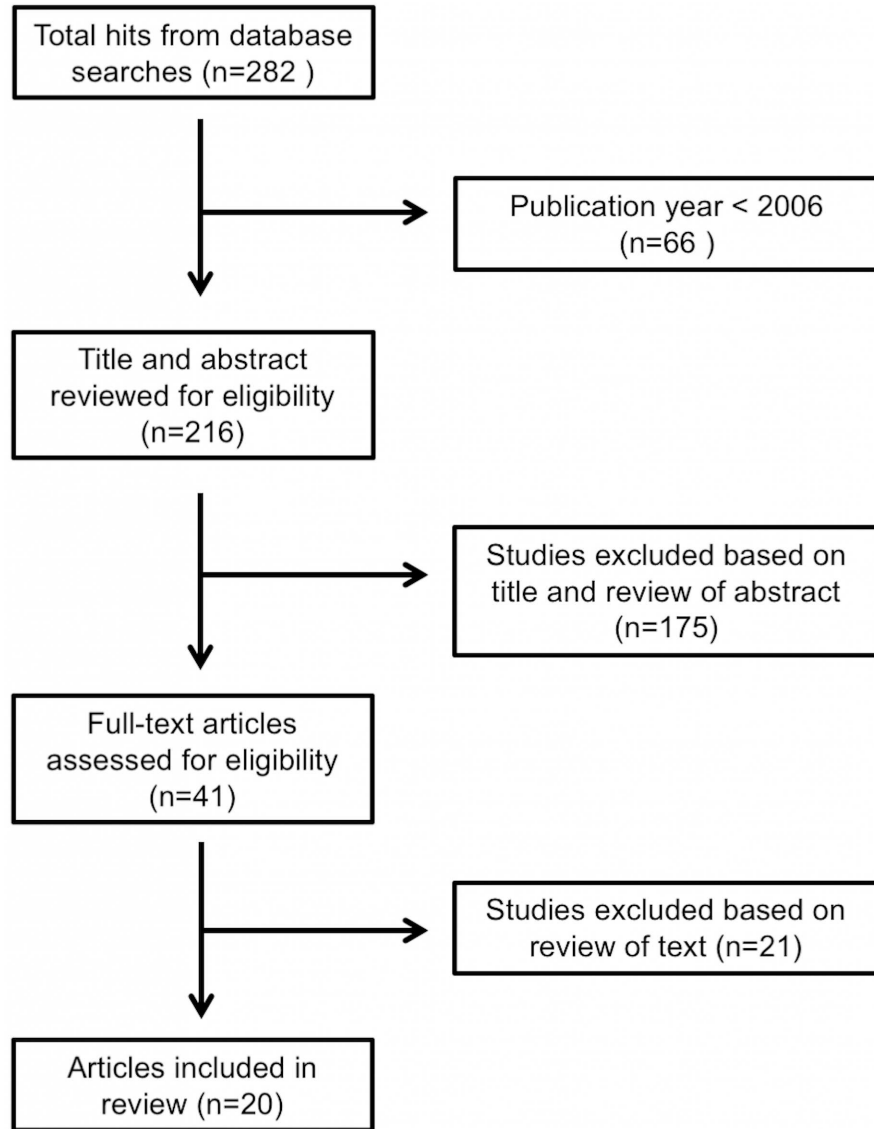 Total hits from database
searches (n=282 )
Publication year < 2006
(n=66 )
Title and abstract
reviewed for eligibility
(n=216)
Studies excluded based on
title and review of abstract
(n=175)
Full-text articles
assessed for eligibility
(n=41)
Studies excluded based on
review of text (n=21)
Articles included in
review (n=20)